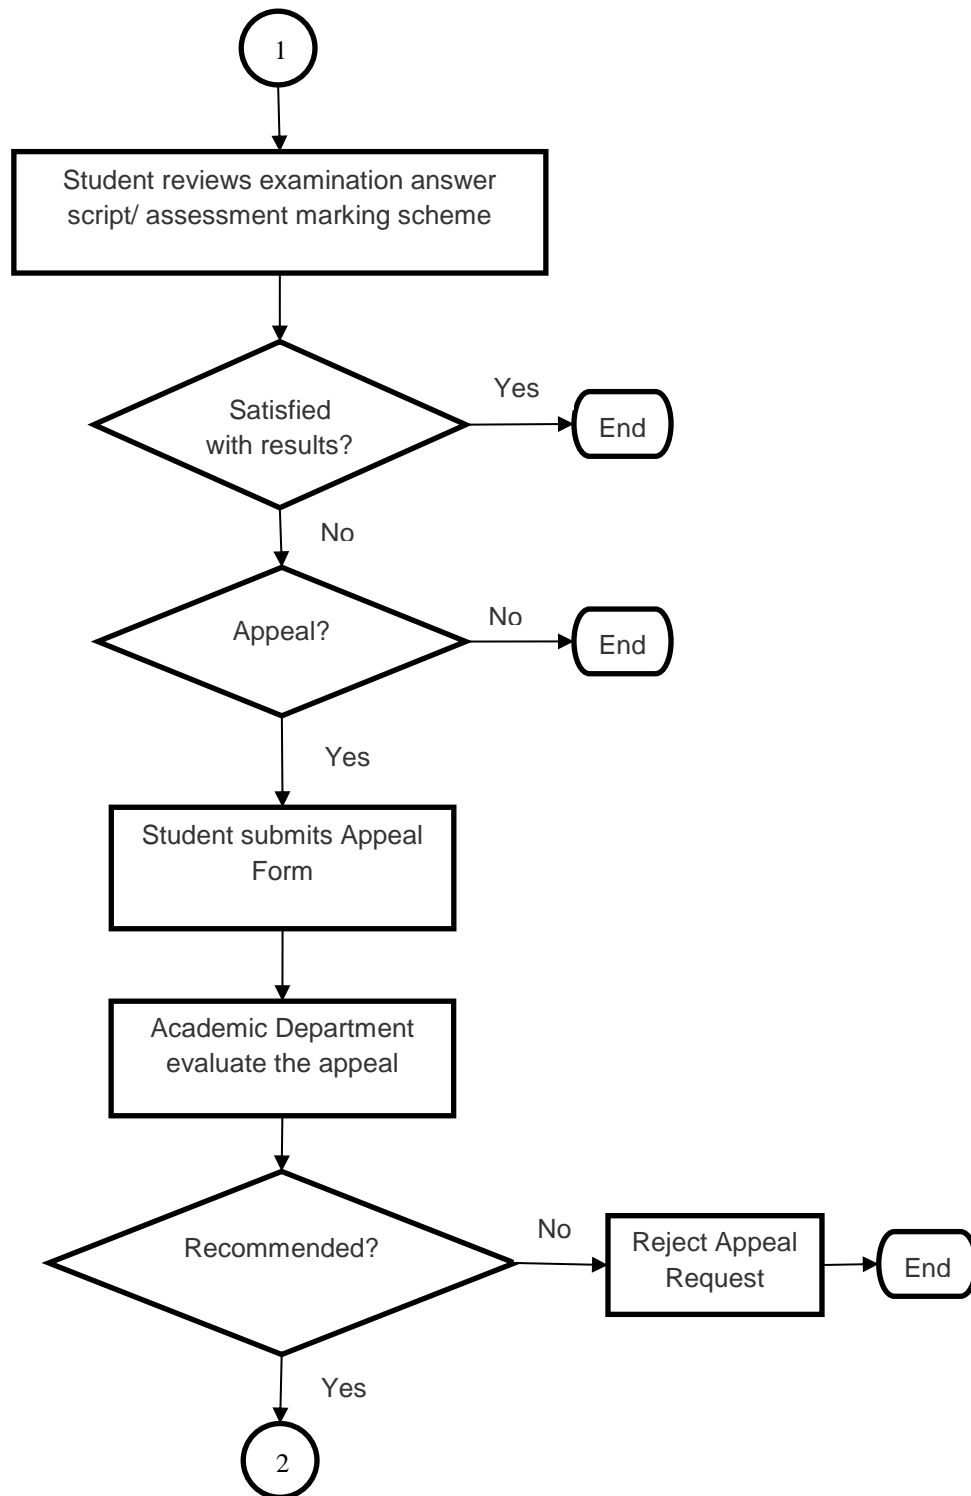 1
Student reviews examination answer
script/ assessment marking scheme
Satisfied
with results?
Yes
End
No
Appeal?
No
End
Yes
Student submits Appeal
Form
Academic Department
evaluate the appeal
Recommended?
No
Reject Appeal
Request
End
Yes
2